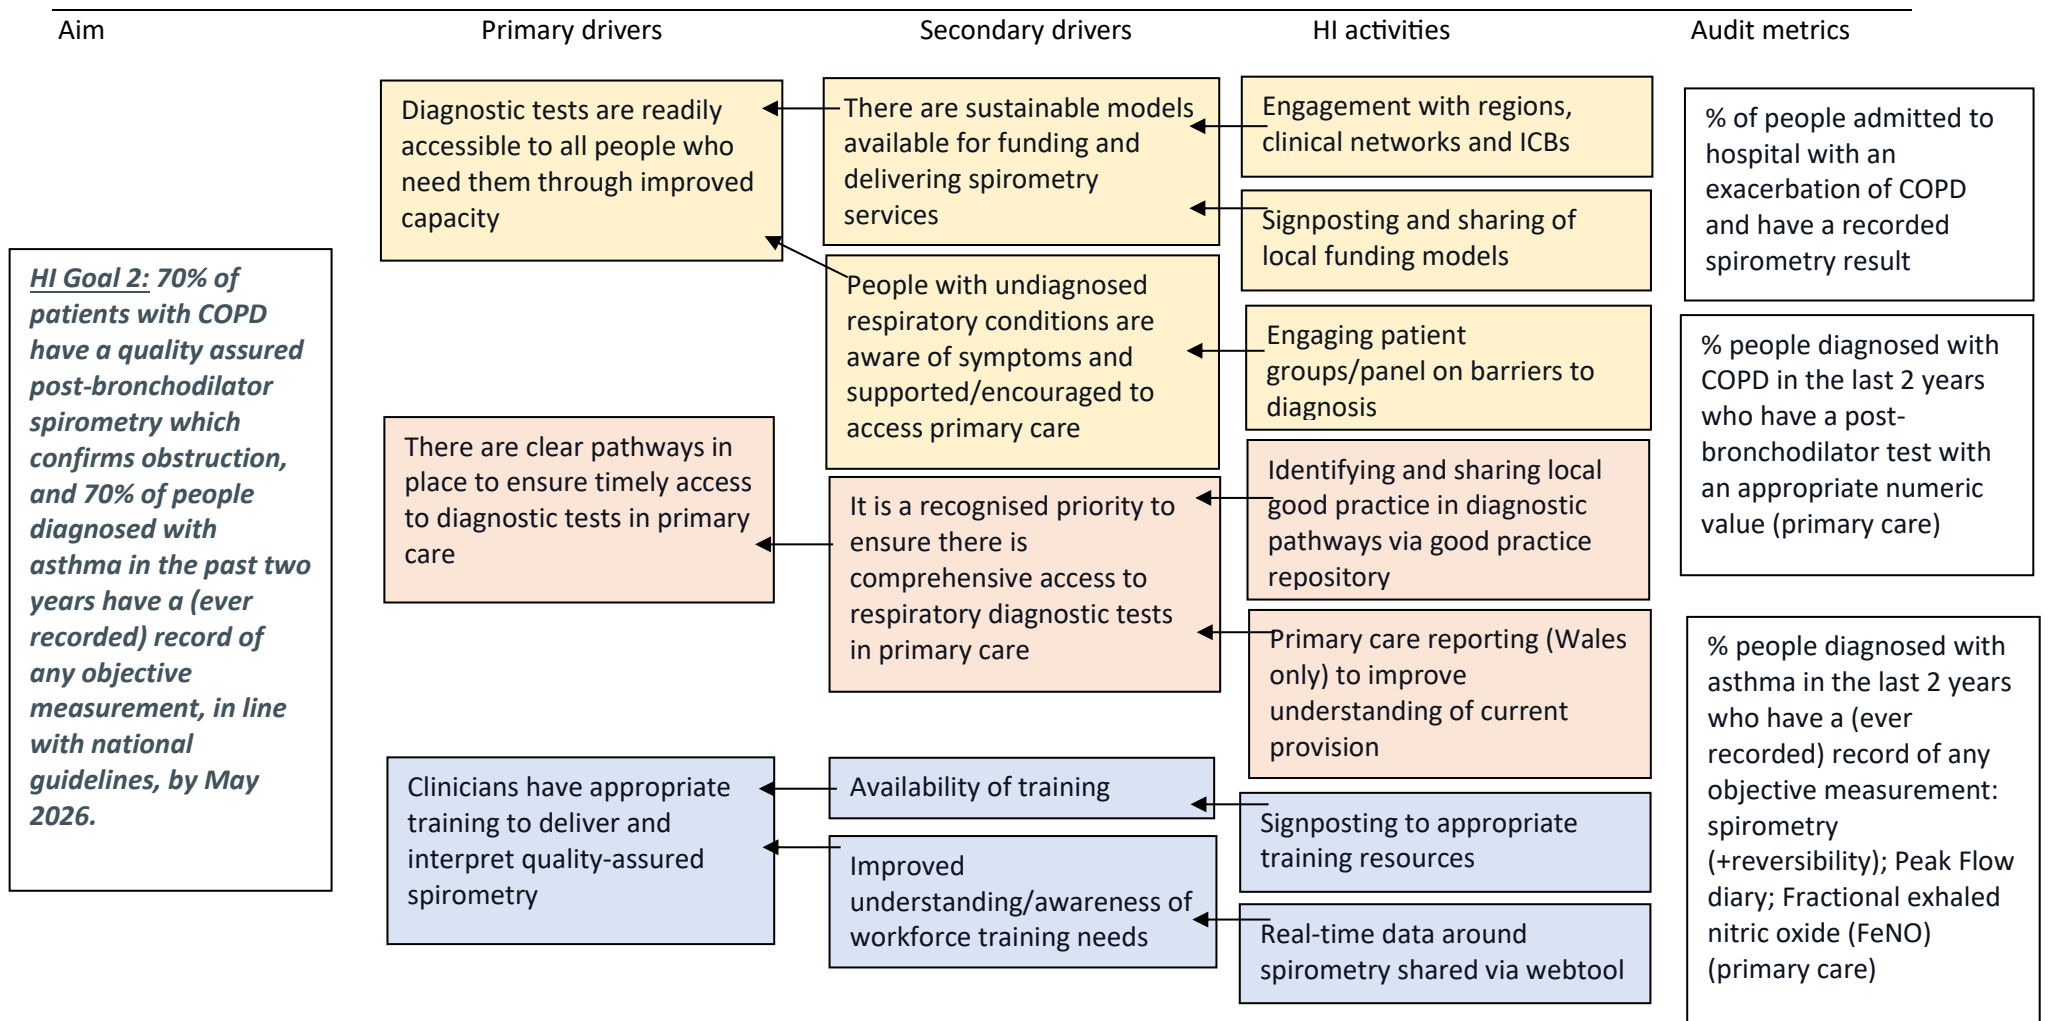 Aim
Primary drivers
Secondary drivers
HI activities
Audit metrics
HI Goal 2: 70% of
patients with COPD
have a quality assured
post-bronchodilator
spirometry which
confirms obstruction,
and 70% of people
diagnosed with
asthma in the past two
years have a (ever
recorded) record of
any objective
measurement, in line
with national
guidelines, by May
2026.
Diagnostic tests are readily
accessible to all people who
need them through improved
capacity
There are clear pathways in
place to ensure timely access
to diagnostic tests in primary
care
Clinicians have appropriate
training to deliver and
interpret quality-assured
spirometry
There are sustainable models
available for funding and
delivering spirometry
services
People with undiagnosed
respiratory conditions are
aware of symptoms and
supported/encouraged to
access primary care
It is a recognised priority to
ensure there is
comprehensive access to
respiratory diagnostic tests
in primary care
Availability of training
Improved
understanding/awareness of
workforce training needs
Engagement with regions,
clinical networks and ICBs
Signposting and sharing of
local funding models
Engaging patient
groups/panel on barriers to
diagnosis
Identifying and sharing local
good practice in diagnostic
pathways via good practice
repository
Primary care reporting (Wales
only) to improve
understanding of current
provision
Signposting to appropriate
training resources
Real-time data around
spirometry shared via webtool
% of people admitted to
hospital with an
exacerbation of COPD
and have a recorded
spirometry result
% people diagnosed with
COPD in the last 2 years
who have a post-
bronchodilator test with
an appropriate numeric
value (primary care)
% people diagnosed with
asthma in the last 2 years
who have a (ever
recorded) record of any
objective measurement:
spirometry
(+reversibility); Peak Flow
diary; Fractional exhaled
nitric oxide (FeNO)
(primary care)